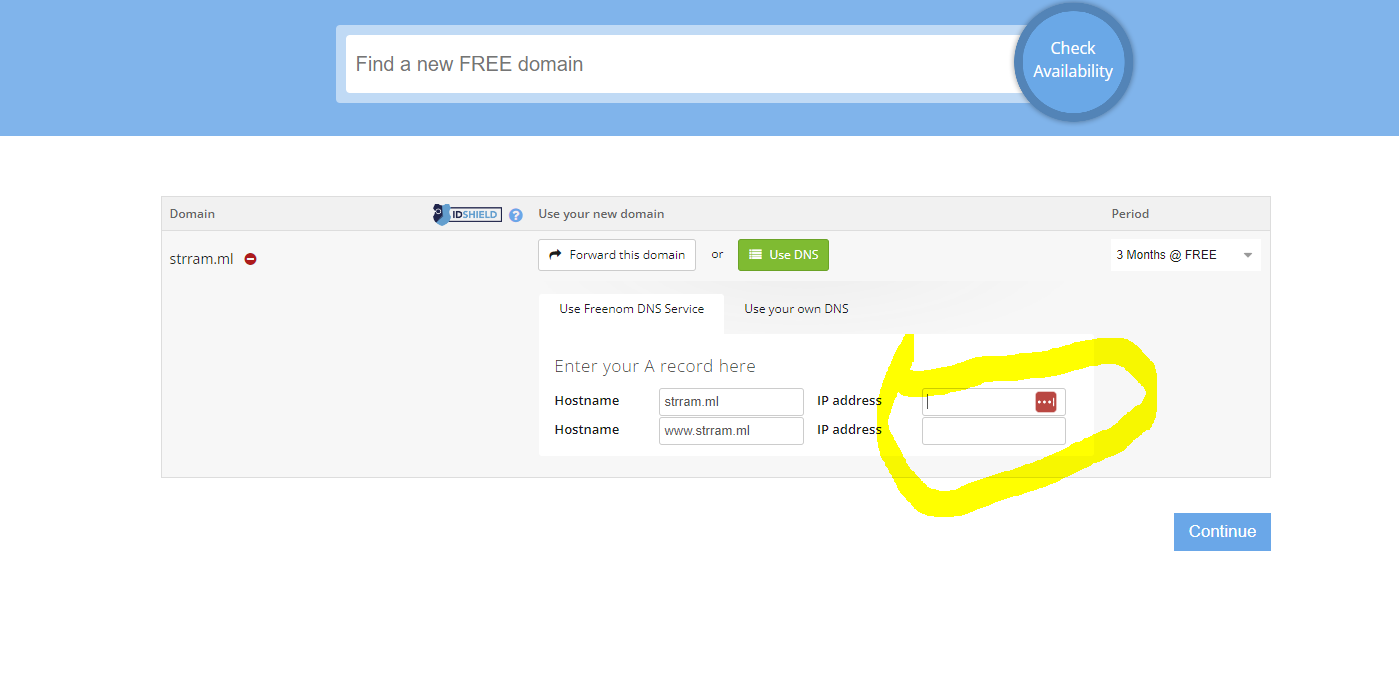 Find a new FREE domain
Check
Availability
Domain
IDSHIELD
?
Use your new domain
Period
strram.ml
Forward this domain
or
Use DNS
3 Months @ FREE
Use Freenom DNS Service
Use your own DNS
Enter your A record here
Hostname
strram.ml
IP address
Hostname
www.strram.ml
IP address
Continue